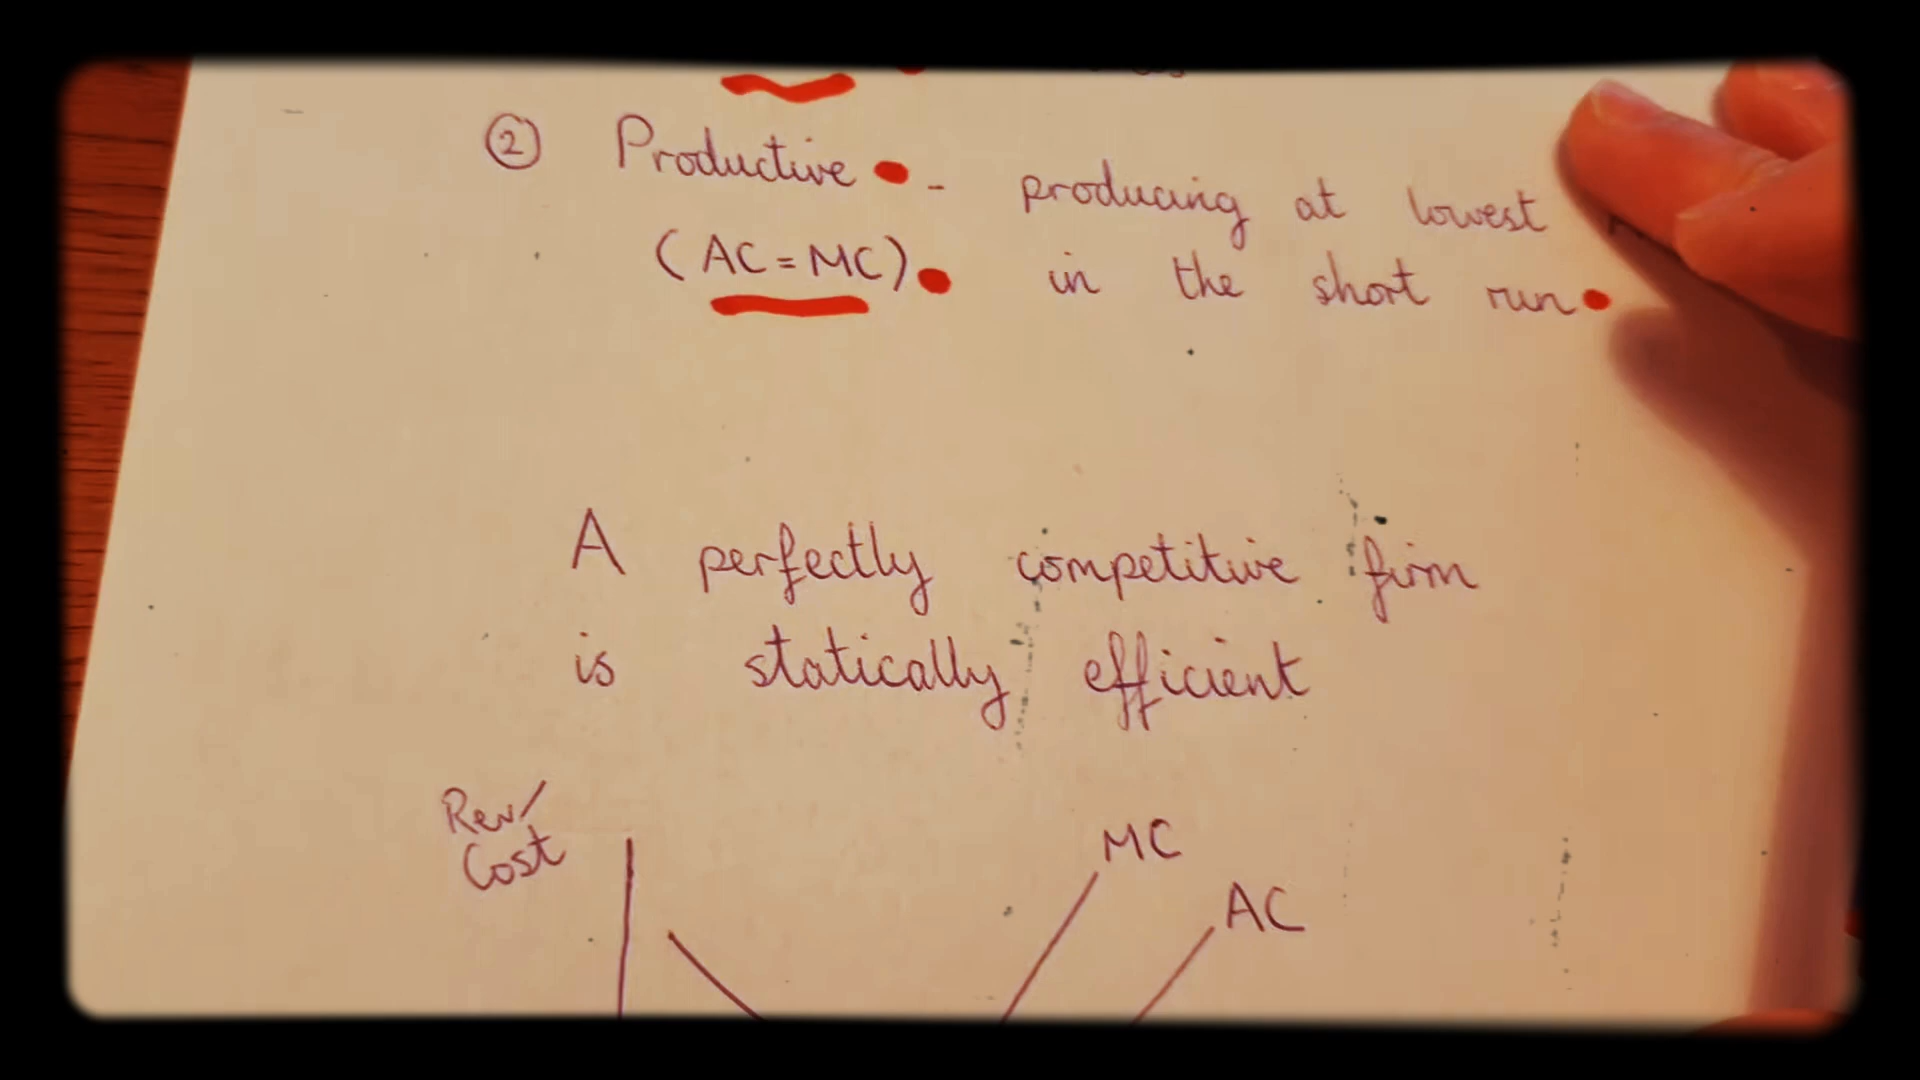 ② Productive - producing at lowest
(AC = MC) in the short run
A perfectly competitive firm
is statically efficient
Rev/
Cost
MC
AC